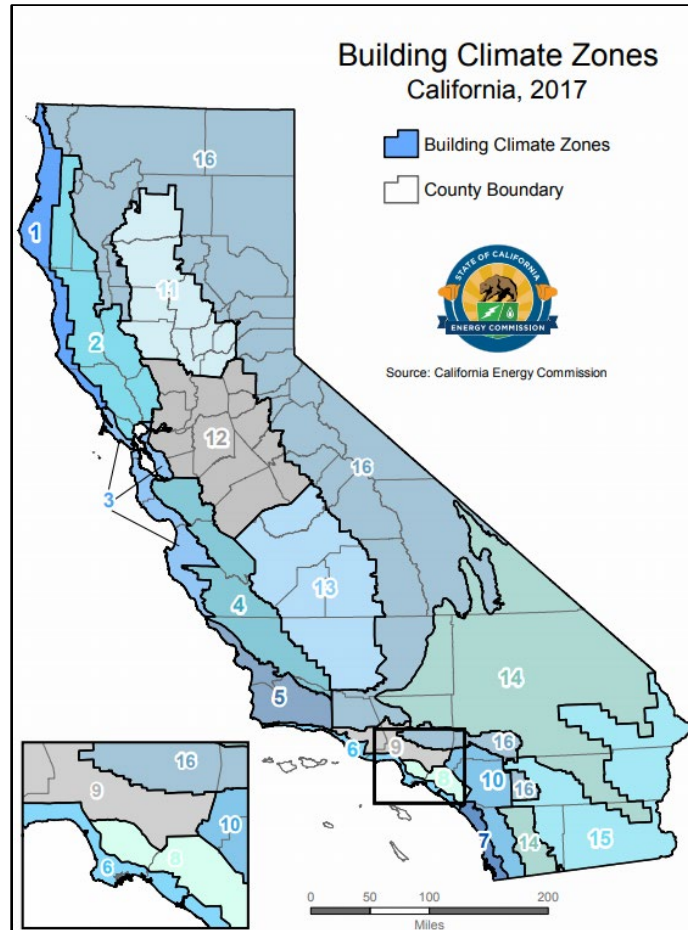 Building Climate Zones
California, 2017
Building Climate Zones
County Boundary
STATE OF CALIFORNIA
ENERGY COMMISSION
Source: California Energy Commission
16
1
11
2
12
16
3
13
4
14
5
6
9
16
8
10
16
7
14
15
16
9
10
8
6
0 50 100 200
Miles